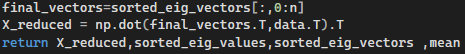 final_vectors=sorted_eig_vectors[:,0:n]
X_reduced = np.dot(final_vectors.T,data.T).T
return X_reduced,sorted_eig_values,sorted_eig_vectors ,mean